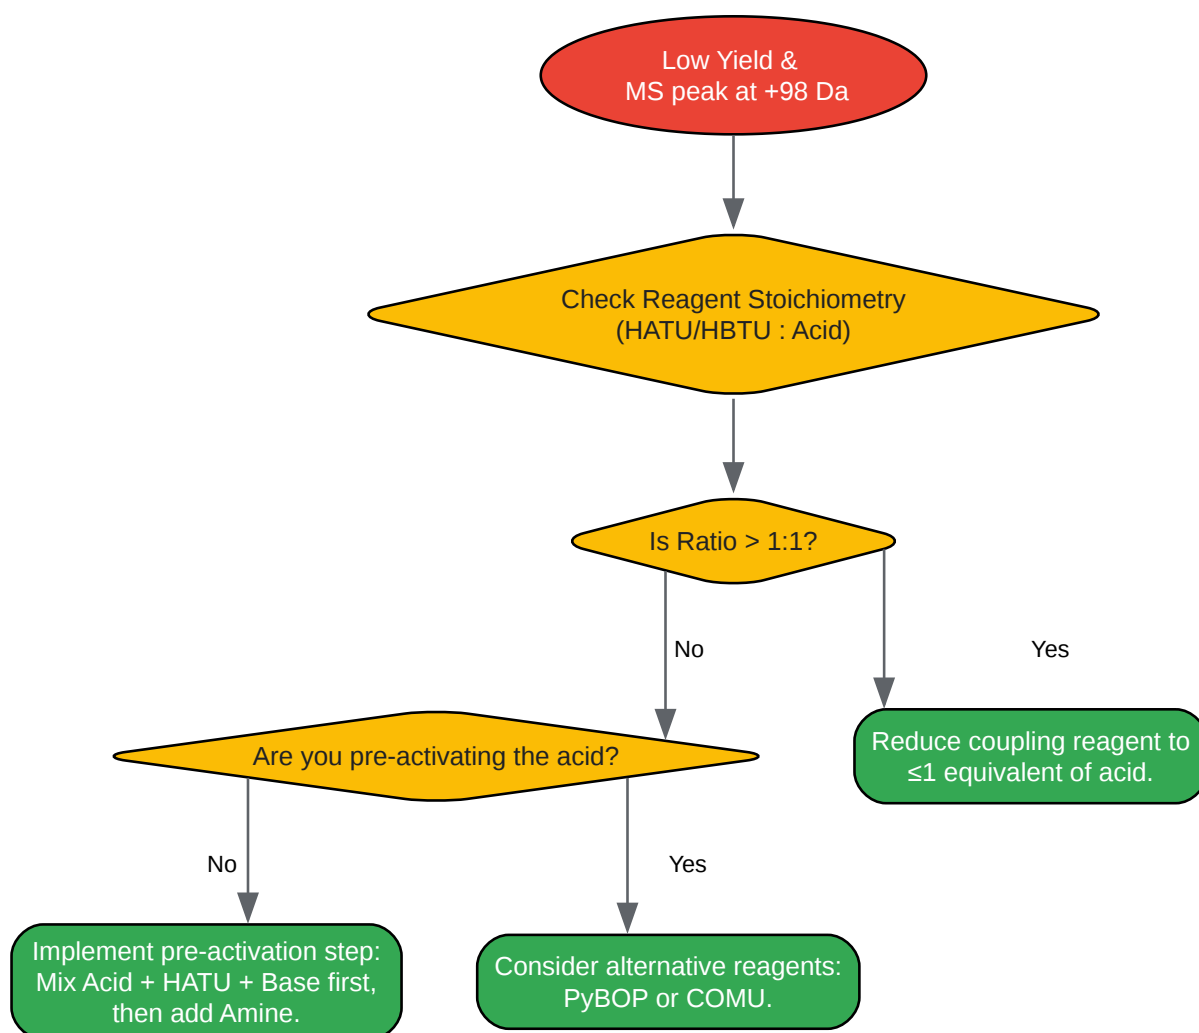 Low Yield &
MS peak at +98 Da
Check Reagent Stoichiometry
(HATU/HBTU : Acid)
Is Ratio > 1:1?
No
Yes
Reduce coupling reagent to
≤1 equivalent of acid.
Are you pre-activating the acid?
No
Yes
Implement pre-activation step:
Mix Acid + HATU + Base first,
then add Amine.
Consider alternative reagents:
PyBOP or COMU.